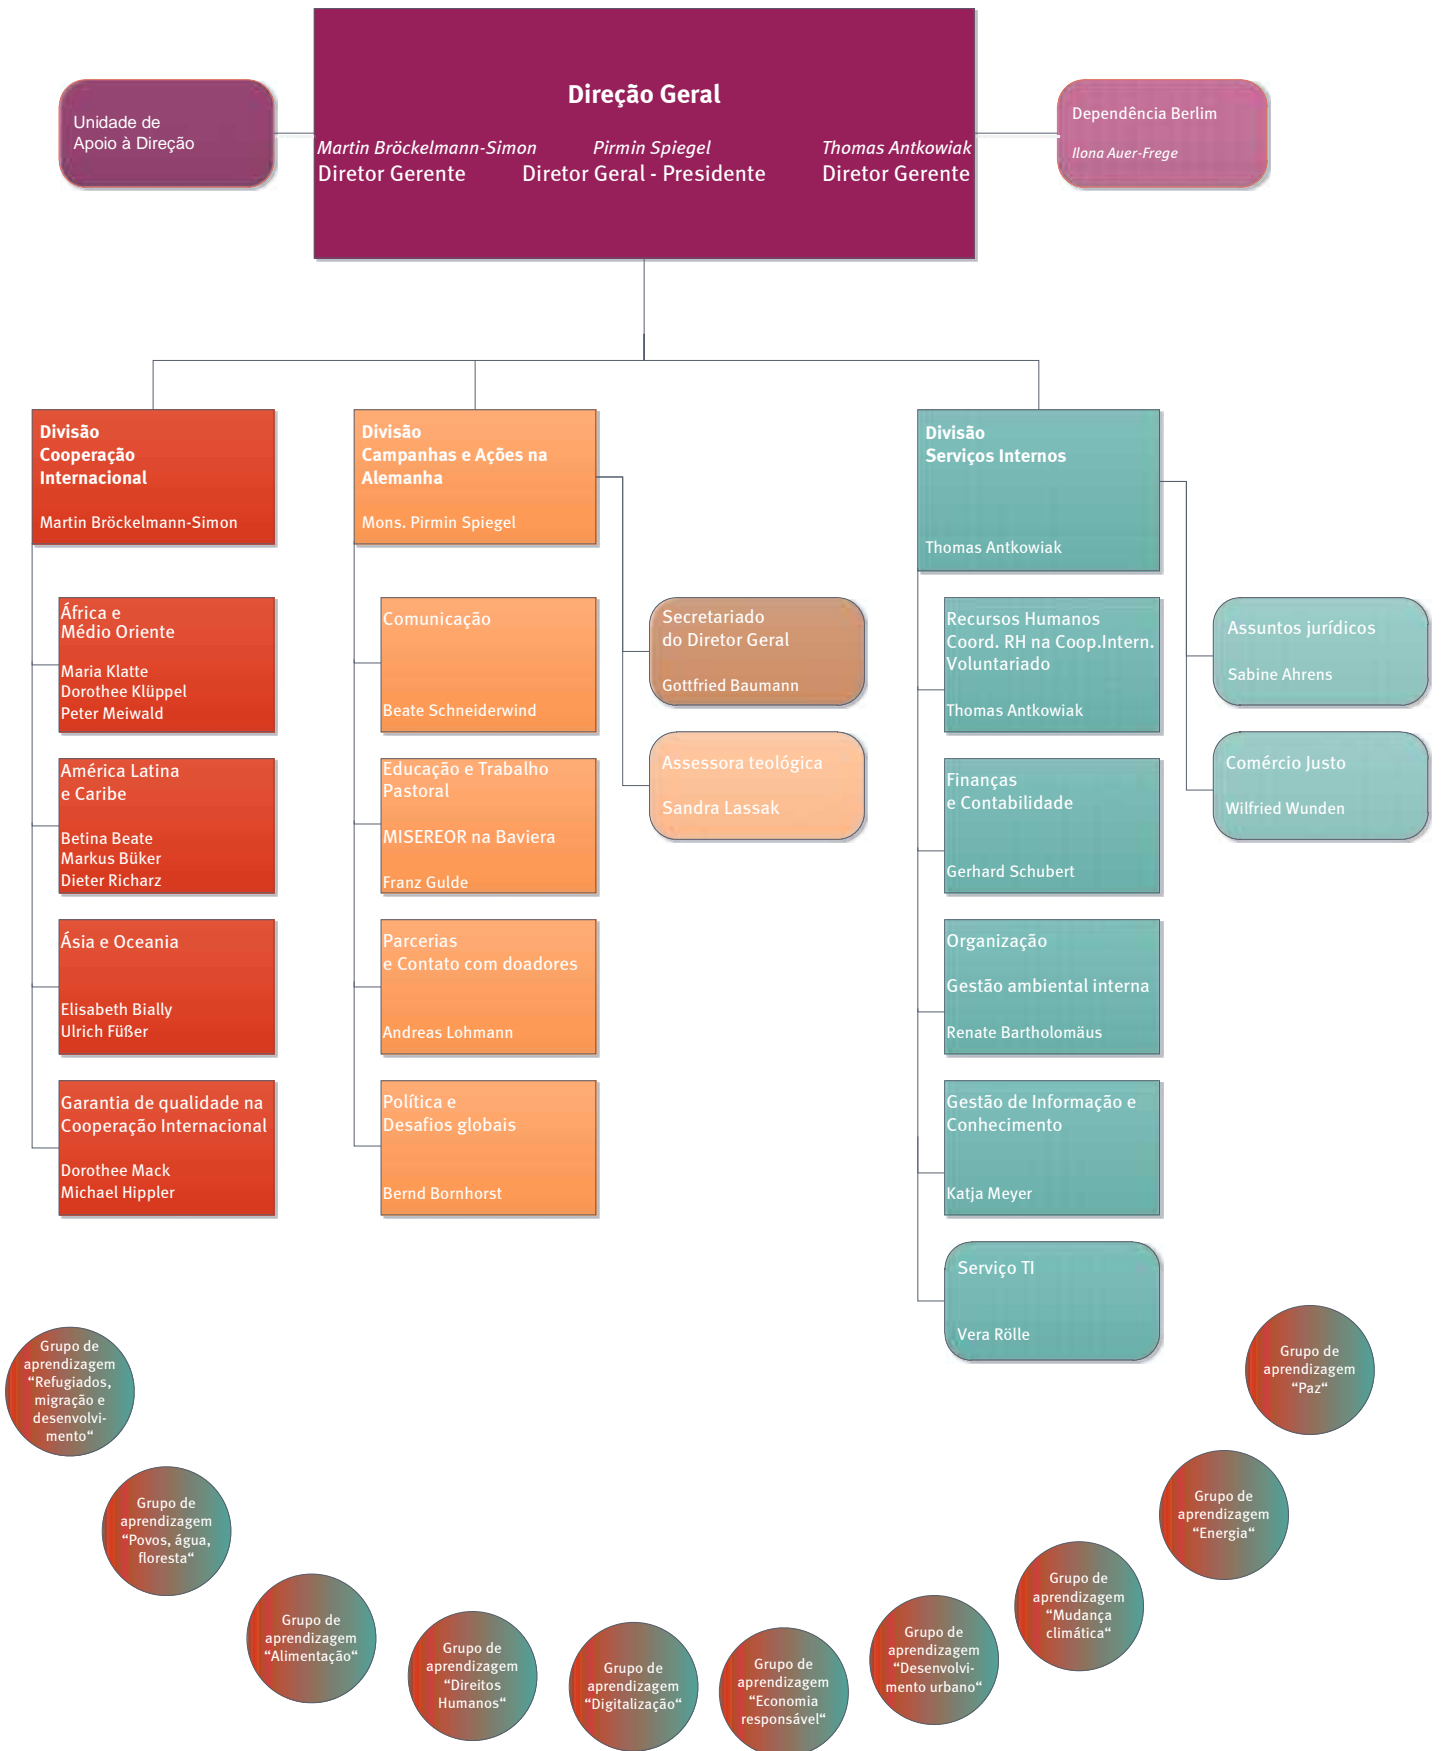 Direção Geral
Unidade de
Apoio à Direção
Martin Bröckelmann-Simon
Diretor Gerente
Pirmin Spiegel
Diretor Geral - Presidente
Thomas Antkowiak
Diretor Gerente
Dependência Berlim
Ilona Auer-Frege
Divisão
Cooperação
Internacional
Martin Bröckelmann-Simon
África e
Médio Oriente
Maria Klatte
Dorothee Klüppel
Peter Meiwald
América Latina
e Caribe
Betina Beate
Markus Büker
Dieter Richarz
Ásia e Oceania
Elisabeth Bially
Ulrich Füßer
Garantia de qualidade na
Cooperação Internacional
Dorothee Mack
Michael Hippler
Divisão
Campanhas e Ações na
Alemanha
Mons. Pirmin Spiegel
Comunicação
Beate Schneiderwind
Educação e Trabalho
Pastoral
MISEREOR na Baviera
Franz Gulde
Parcerias
e Contato com doadores
Andreas Lohmann
Política e
Desafios globais
Bernd Bornhorst
Secretariado
do Diretor Geral
Gottfried Baumann
Assessora teológica
Sandra Lassak
Divisão
Serviços Internos
Thomas Antkowiak
Recursos Humanos
Coord. RH na Coop.Intern.
Voluntariado
Thomas Antkowiak
Finanças
e Contabilidade
Gerhard Schubert
Organização
Gestão ambiental interna
Renate Bartholomäus
Gestão de Informação e
Conhecimento
Katja Meyer
Serviço TI
Vera Rölle
Assuntos jurídicos
Sabine Ahrens
Comércio Justo
Wilfried Wunden
Grupo de
aprendizagem
“Refugiados,
migração e
desenvolvi-
mento“
Grupo de
aprendizagem
“Povos, água,
floresta“
Grupo de
aprendizagem
“Alimentação“
Grupo de
aprendizagem
“Direitos
Humanos“
Grupo de
aprendizagem
“Digitalização“
Grupo de
aprendizagem
“Economia
responsável“
Grupo de
aprendizagem
“Desenvolvi-
mento urbano“
Grupo de
aprendizagem
“Mudança
climática“
Grupo de
aprendizagem
“Energia“
Grupo de
aprendizagem
“Paz“